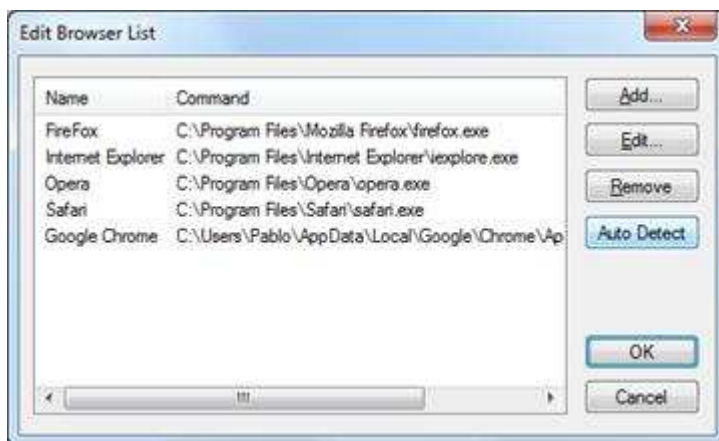 Edit Browser List
Name Command
FireFox C:\Program Files\Mozilla Firefox\firefox.exe
Internet Explorer C:\Program Files\Internet Explorer\iexplore.exe
Opera C:\Program Files\Opera\opera.exe
Safari C:\Program Files\Safari\safari.exe
Google Chrome C:\Users\Pablo\AppData\Local\Google\Chrome\Ap
Add...
Edit...
Remove
Auto Detect
OK
Cancel